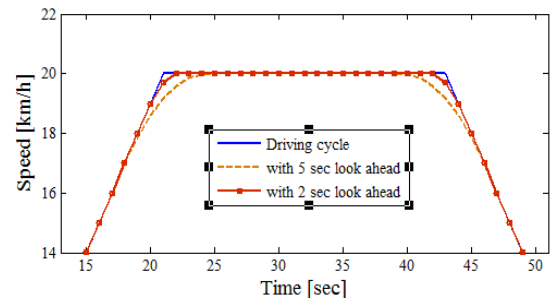 22
20
18
16
14
Speed [km/h]
Driving cycle
with 5 sec look ahead
with 2 sec look ahead
15 20 25 30 35 40 45 50
Time [sec]